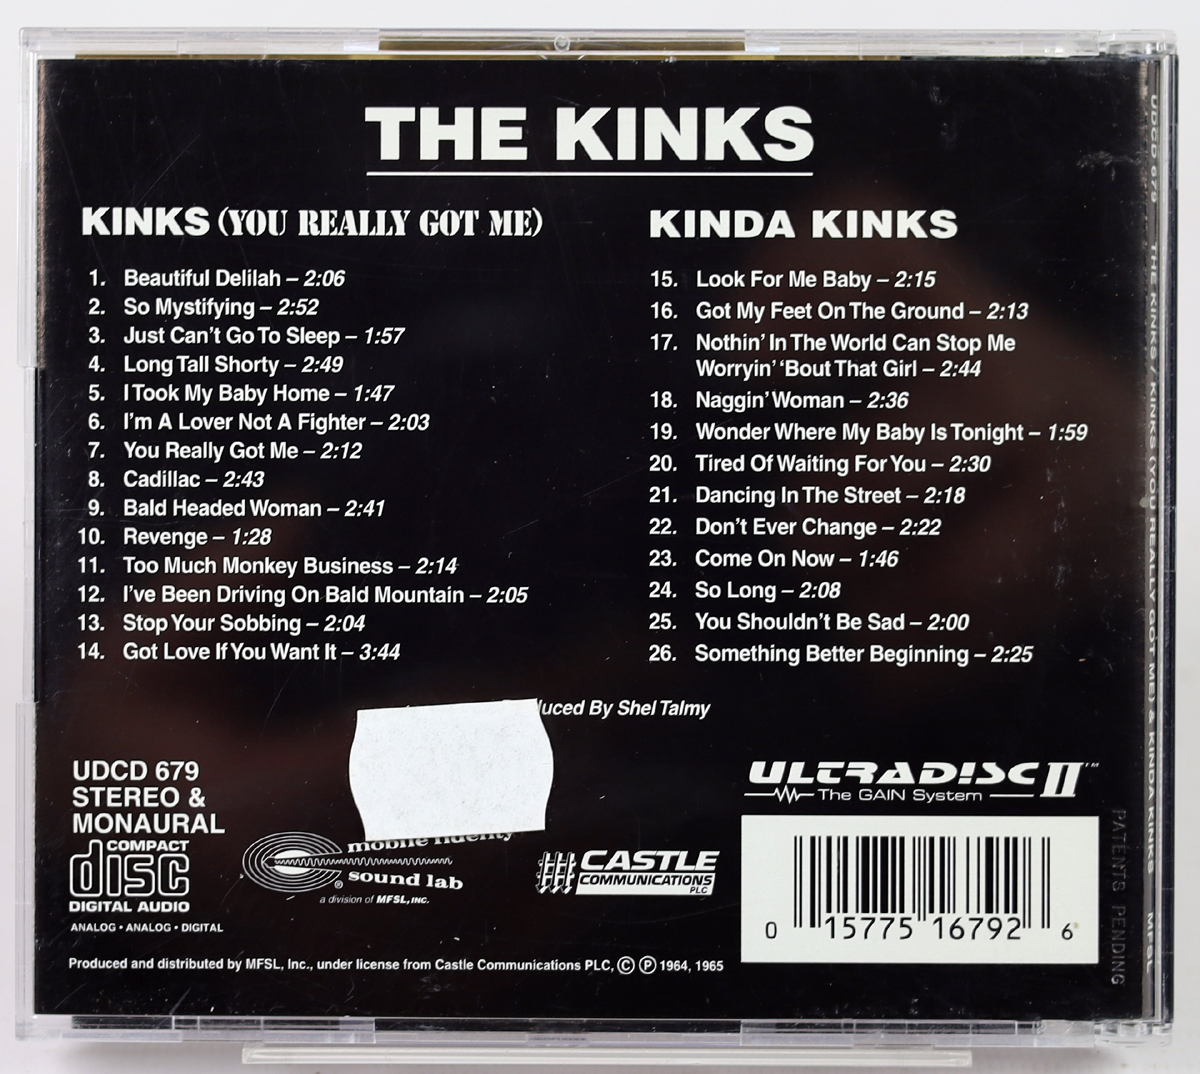 THE KINKS
KINKS (YOU REALLY GOT ME)
1. Beautiful Delilah – 2:06
2. So Mystifying – 2:52
3. Just Can't Go To Sleep – 1:57
4. Long Tall Shorty – 2:49
5. I Took My Baby Home – 1:47
6. I'm A Lover Not A Fighter – 2:03
7. You Really Got Me – 2:12
8. Cadillac – 2:43
9. Bald Headed Woman – 2:41
10. Revenge – 1:28
11. Too Much Monkey Business – 2:14
12. I've Been Driving On Bald Mountain – 2:05
13. Stop Your Sobbing – 2:04
14. Got Love If You Want It – 3:44
KINDA KINKS
15. Look For Me Baby – 2:15
16. Got My Feet On The Ground – 2:13
17. Nothin' In The World Can Stop Me
Worryin' 'Bout That Girl – 2:44
18. Naggin' Woman – 2:36
19. Wonder Where My Baby Is Tonight – 1:59
20. Tired Of Waiting For You – 2:30
21. Dancing In The Street – 2:18
22. Don't Ever Change – 2:22
23. Come On Now – 1:46
24. So Long – 2:08
25. You Shouldn't Be Sad – 2:00
26. Something Better Beginning – 2:25
By Shel Talmy
UDCD 679
STEREO &
MONAURAL
COMPACT
disc
DIGITAL AUDIO
ANALOG • ANALOG • DIGITAL
mobile fidelity
sound lab
®
a division of MFSL, INC.
CASTLE
COMMUNICATIONS
PLC
ULTRADISC II™
The GAIN System
0 15775 16792 6
Produced and distributed by MFSL, Inc., under license from Castle Communications PLC, © ℗ 1964, 1965
PATENTS PENDING
UDCD 679 THE KINKS / KINKS (YOU REALLY GOT ME) & KINDA KINKS MFSL